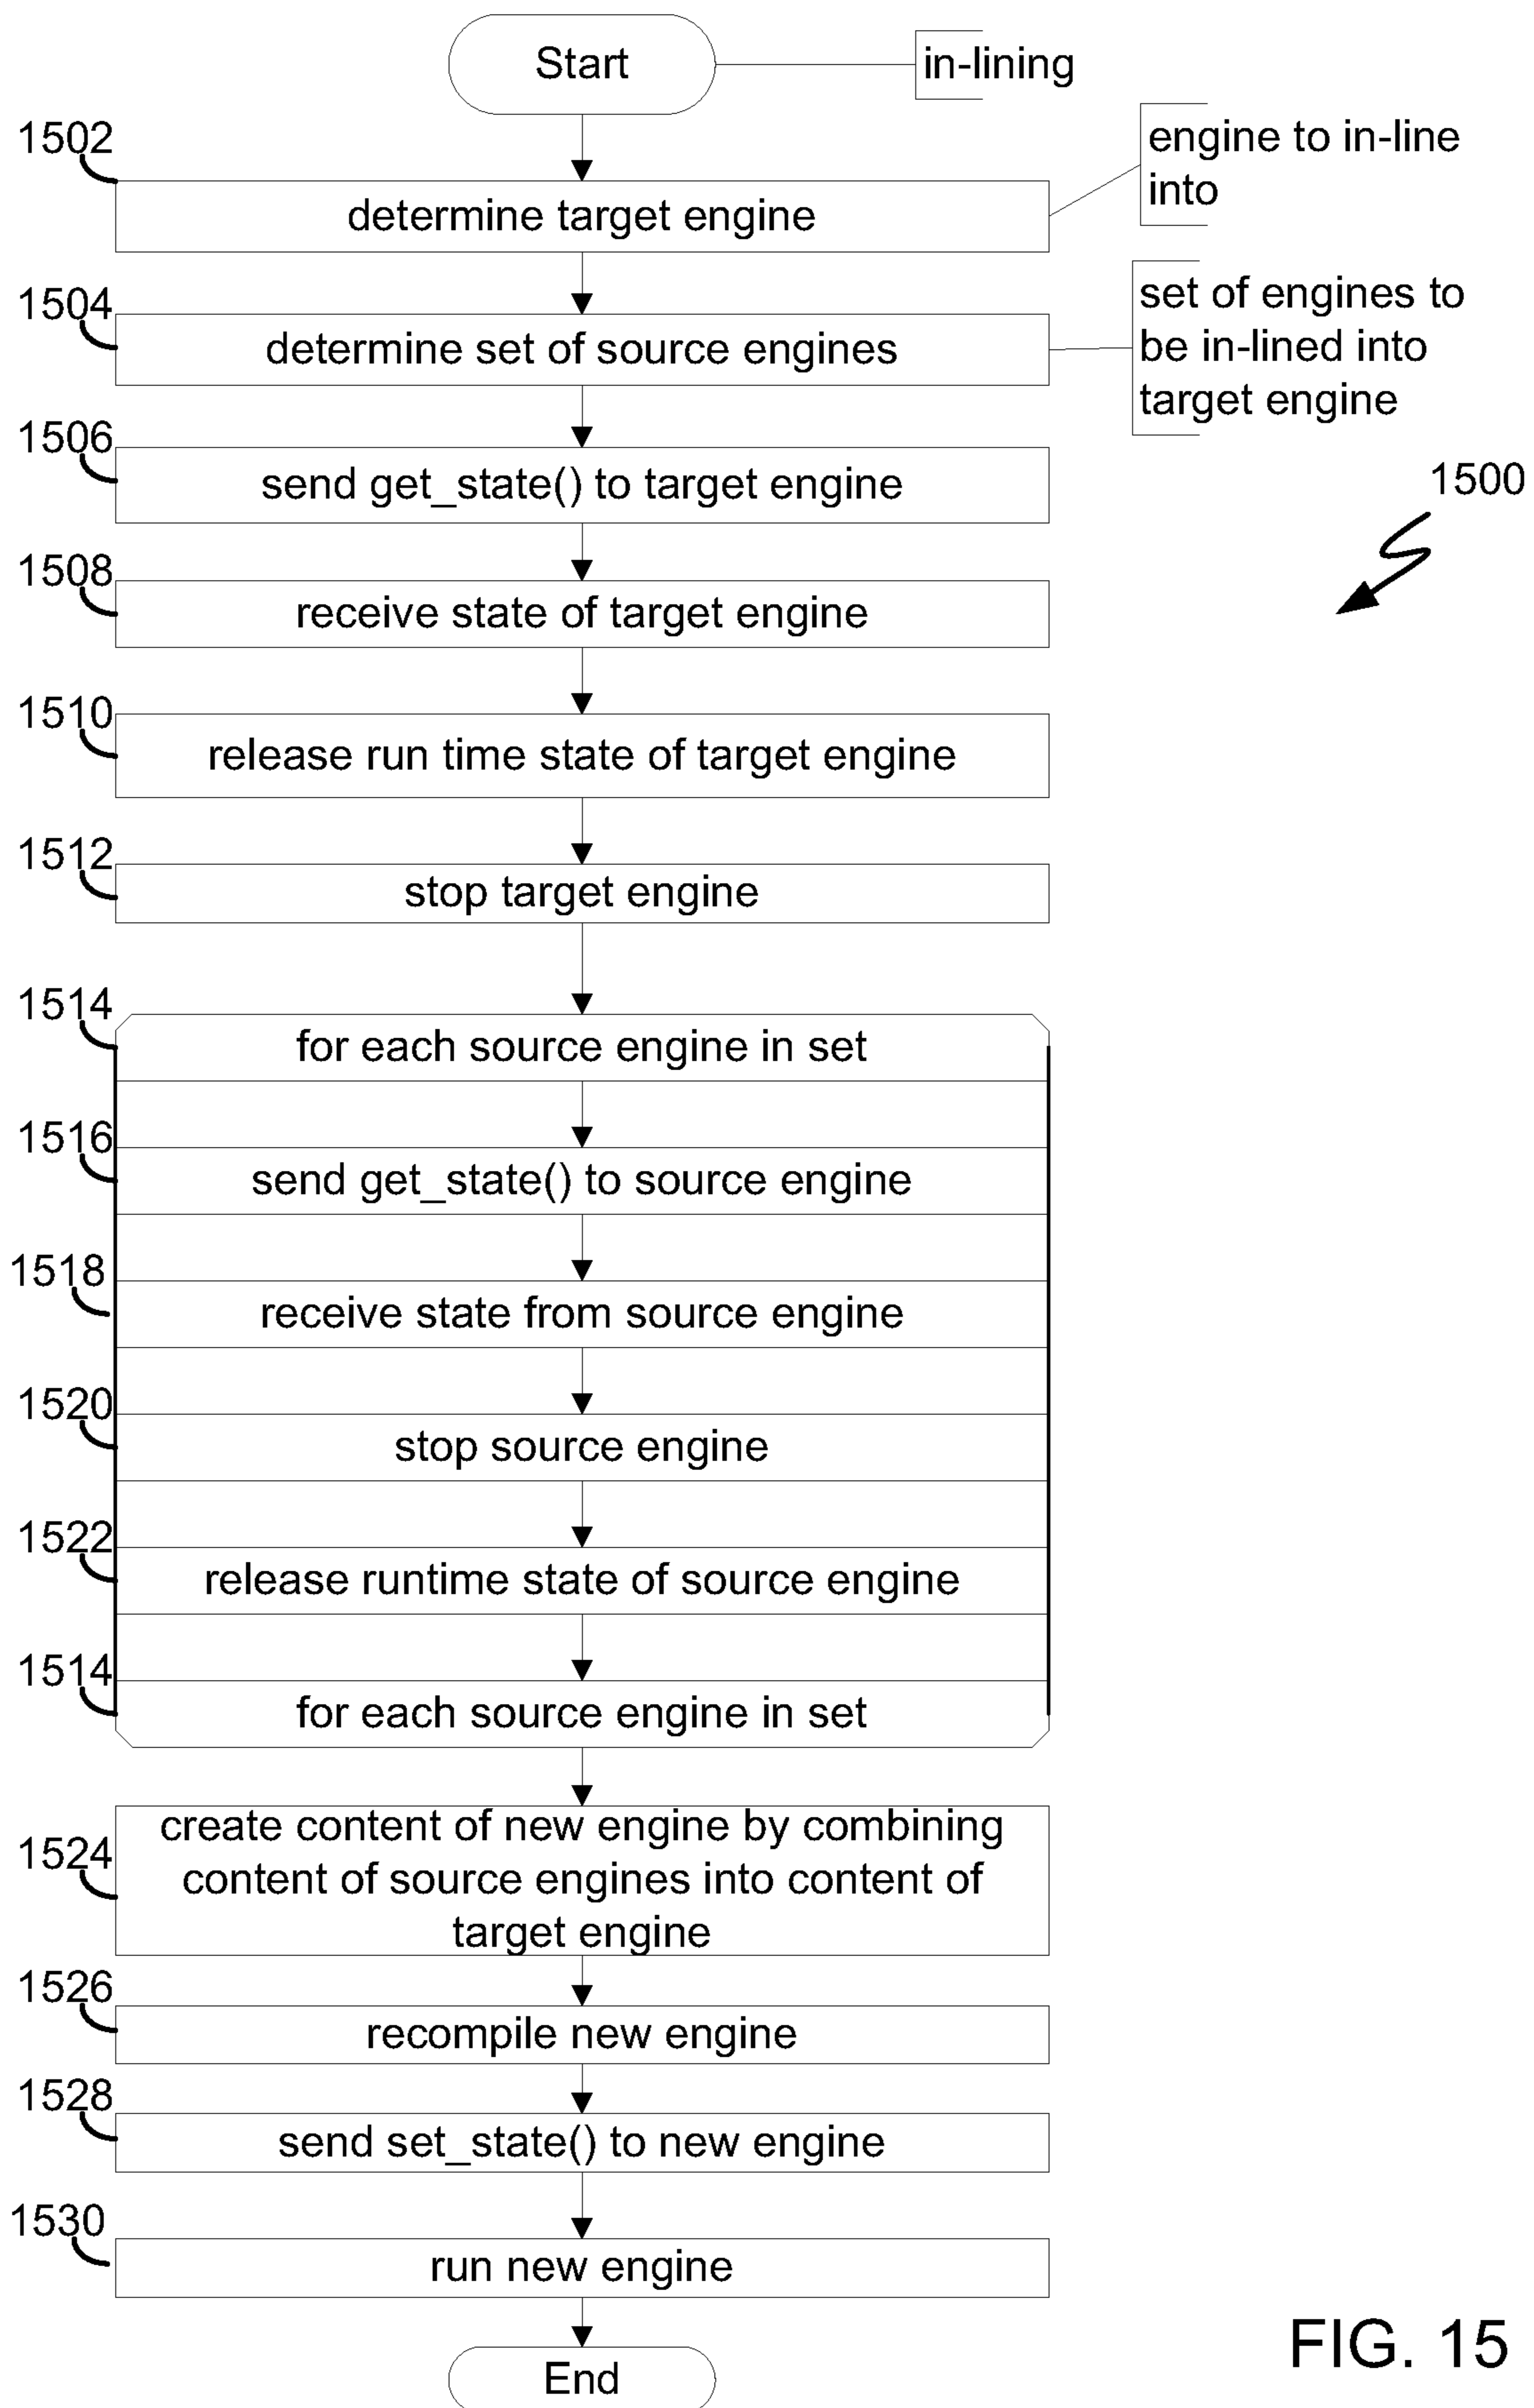 Start
in-lining
1502
determine target engine
engine to in-line
into
1504
determine set of source engines
set of engines to
be in-lined into
target engine
1506
send get_state() to target engine
1500
1508
receive state of target engine
1510
release run time state of target engine
1512
stop target engine
1514
for each source engine in set
1516
send get_state() to source engine
1518
receive state from source engine
1520
stop source engine
1522
release runtime state of source engine
1514
for each source engine in set
1524
create content of new engine by combining
content of source engines into content of
target engine
1526
recompile new engine
1528
send set_state() to new engine
1530
run new engine
End
FIG. 15